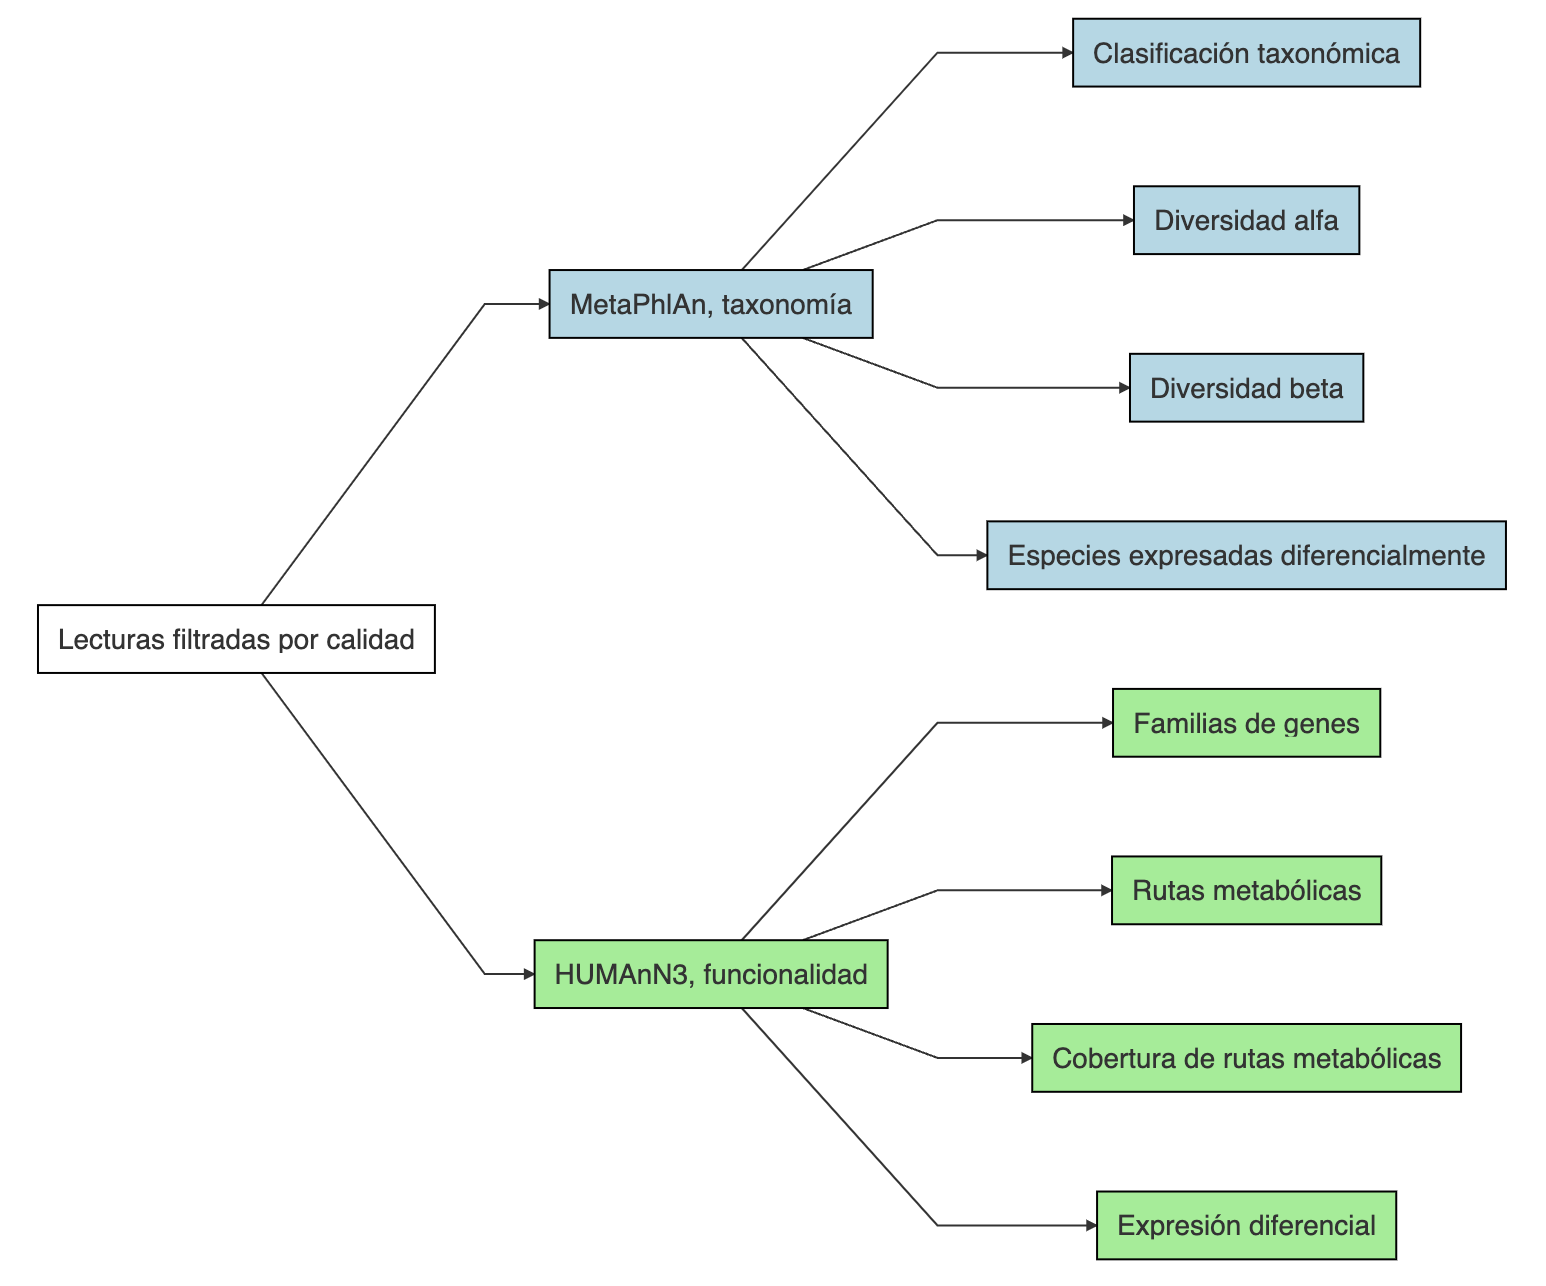 Clasificación taxonómica
Diversidad alfa
MetaPhlAn, taxonomía
Diversidad beta
Especies expresadas diferencialmente
Lecturas filtradas por calidad
Familias de genes
Rutas metabólicas
HUMAnN3, funcionalidad
Cobertura de rutas metabólicas
Expresión diferencial